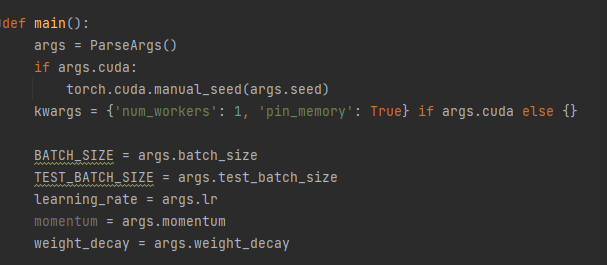 def main():
args = ParseArgs()
if args.cuda:
torch.cuda.manual_seed(args.seed)
kwargs = {'num_workers': 1, 'pin_memory': True} if args.cuda else {}
BATCH_SIZE = args.batch_size
TEST_BATCH_SIZE = args.test_batch_size
learning_rate = args.lr
momentum = args.momentum
weight_decay = args.weight_decay